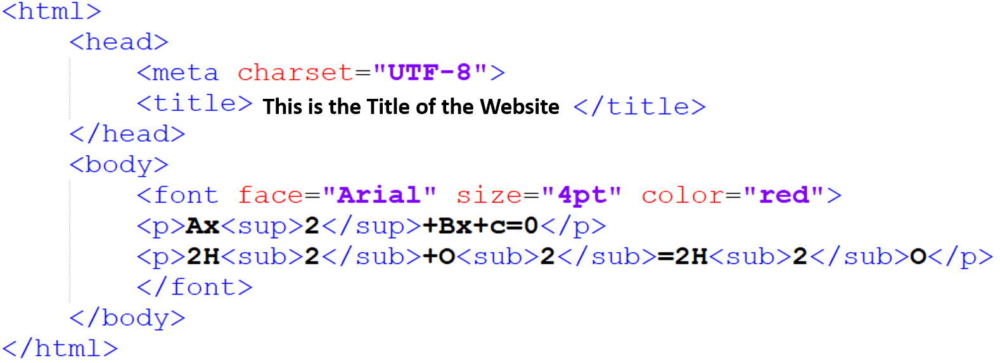 <html>
<head>
<meta charset="UTF-8">
<title> This is the Title of the Website </title>
</head>
<body>
<font face="Arial" size="4pt" color="red">
<p>Ax<sup>2</sup>+Bx+c=0</p>
<p>2H<sub>2</sub>+O<sub>2</sub>=2H<sub>2</sub>O</p>
</font>
</body>
</html>